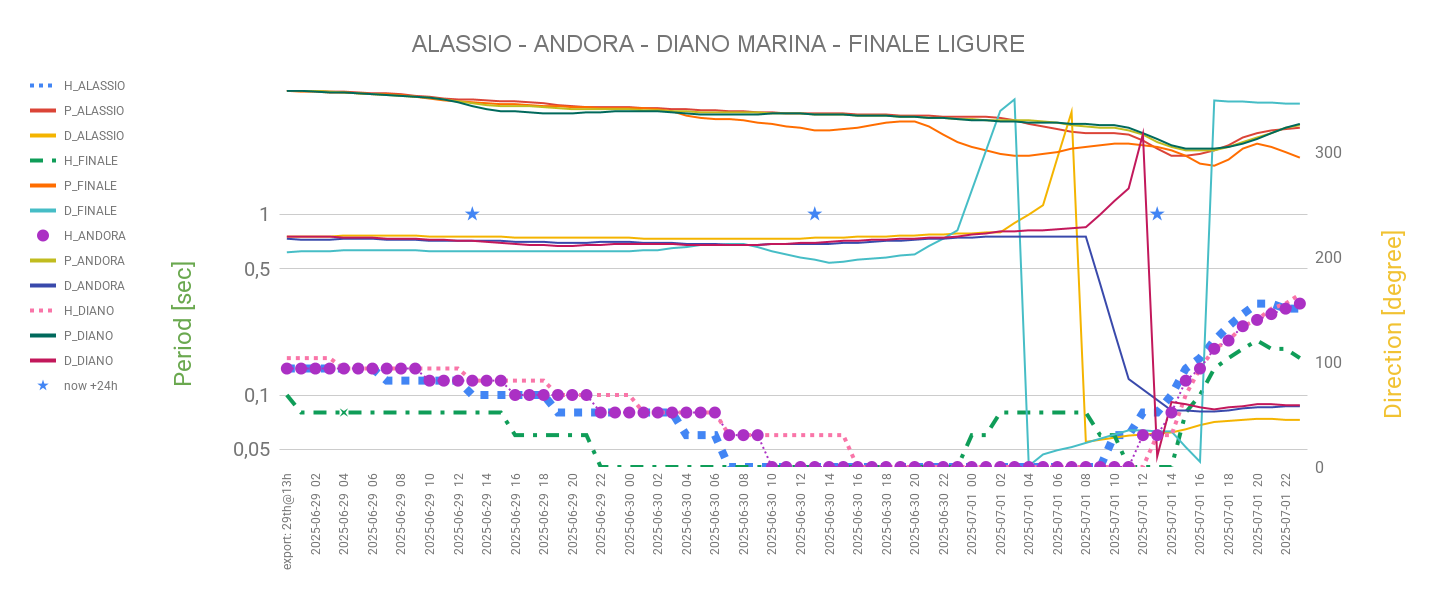 ALASSIO - ANDORA - DIANO MARINA - FINALE LIGURE
H_ALASSIO
P_ALASSIO
D_ALASSIO
H_FINALE
P_FINALE
D_FINALE
H_ANDORA
P_ANDORA
D_ANDORA
H_DIANO
P_DIANO
D_DIANO
now +24h
Period [sec]
1
0,5
0,1
0,05
300
200
100
0
Direction [degree]
export: 29th@13h
2025-06-29 02
2025-06-29 04
2025-06-29 06
2025-06-29 08
2025-06-29 10
2025-06-29 12
2025-06-29 14
2025-06-29 16
2025-06-29 18
2025-06-29 20
2025-06-29 22
2025-06-30 00
2025-06-30 02
2025-06-30 04
2025-06-30 06
2025-06-30 08
2025-06-30 10
2025-06-30 12
2025-06-30 14
2025-06-30 16
2025-06-30 18
2025-06-30 20
2025-06-30 22
2025-07-01 00
2025-07-01 02
2025-07-01 04
2025-07-01 06
2025-07-01 08
2025-07-01 10
2025-07-01 12
2025-07-01 14
2025-07-01 16
2025-07-01 18
2025-07-01 20
2025-07-01 22